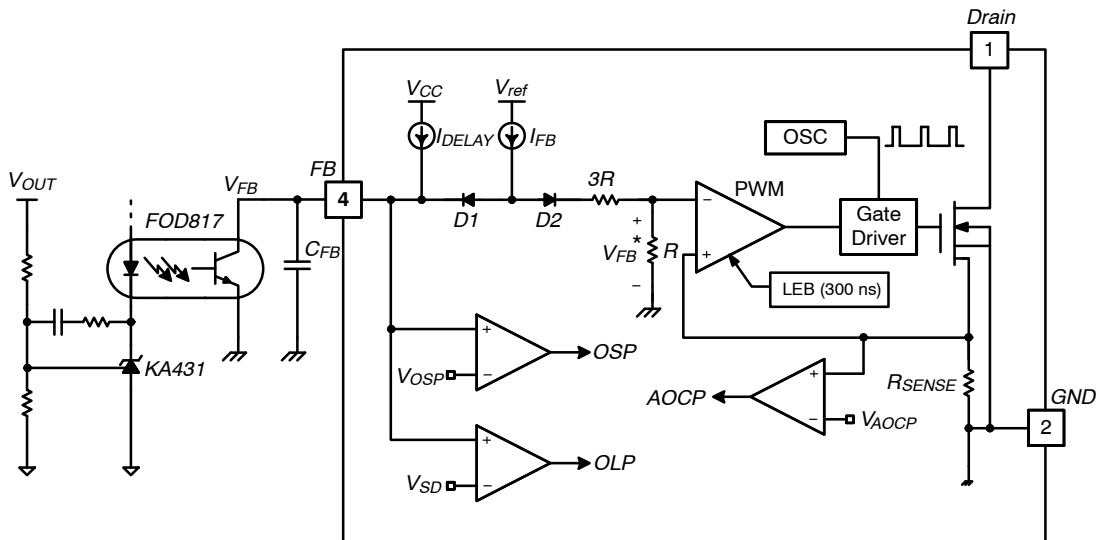 Drain
1
VCC
Vref
IDELAY
IFB
OSC
FB
4
3R
PWM
VOUT
VFB
FOD817
D1
D2
Gate
Driver
CFB
+
*
VFB
R
−
−
+
LEB (300 ns)
KA431
+
OSP
VOSP
−
AOCP
+
−
VAOCP
RSENSE
GND
2
+
OLP
VSD
−